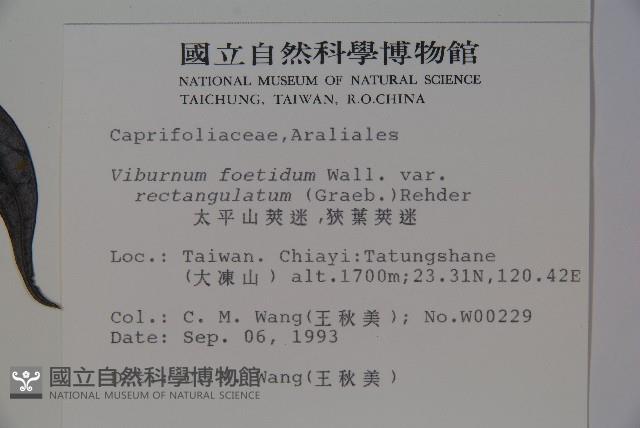 國立自然科學博物館
NATIONAL MUSEUM OF NATURAL SCIENCE
TAICHUNG, TAIWAN, R.O.CHINA
Caprifoliaceae,Araliales
Viburnum foetidum Wall. var.
rectangulatum (Graeb.)Rehder
太平山莢迷,狹葉莢迷
Loc.: Taiwan. Chiayi:Tatungshane
(大凍山) alt.1700m;23.31N,120.42E
Col.: C. M. Wang(王秋美); No.W00229
Date: Sep. 06, 1993
Wang(王秋美)
國立自然科學博物館
NATIONAL MUSEUM OF NATURAL SCIENCE